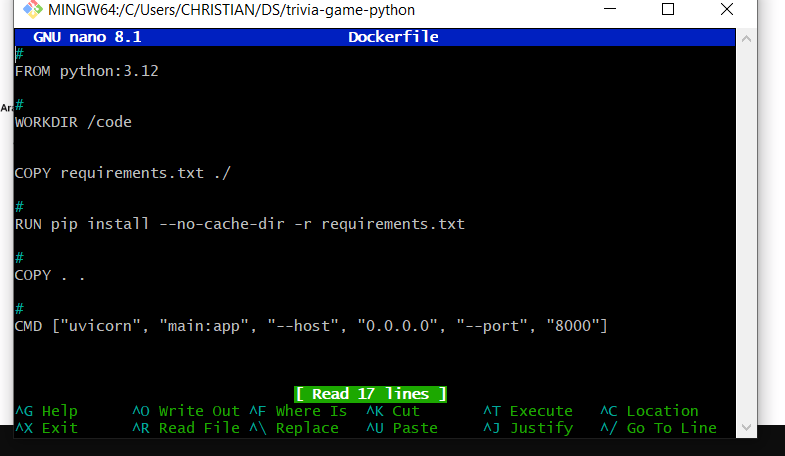 MINGW64:/C/Users/CHRISTIAN/DS/trivia-game-python
GNU nano 8.1 Dockerfile
#
FROM python:3.12
#
WORKDIR /code
COPY requirements.txt ./
#
RUN pip install --no-cache-dir -r requirements.txt
#
COPY . .
#
CMD ["uvicorn", "main:app", "--host", "0.0.0.0", "--port", "8000"]
[ Read 17 lines ]
^G Help ^O Write Out ^F Where Is ^K Cut ^T Execute ^C Location
^X Exit ^R Read File ^\ Replace ^U Paste ^J Justify ^/ Go To Line